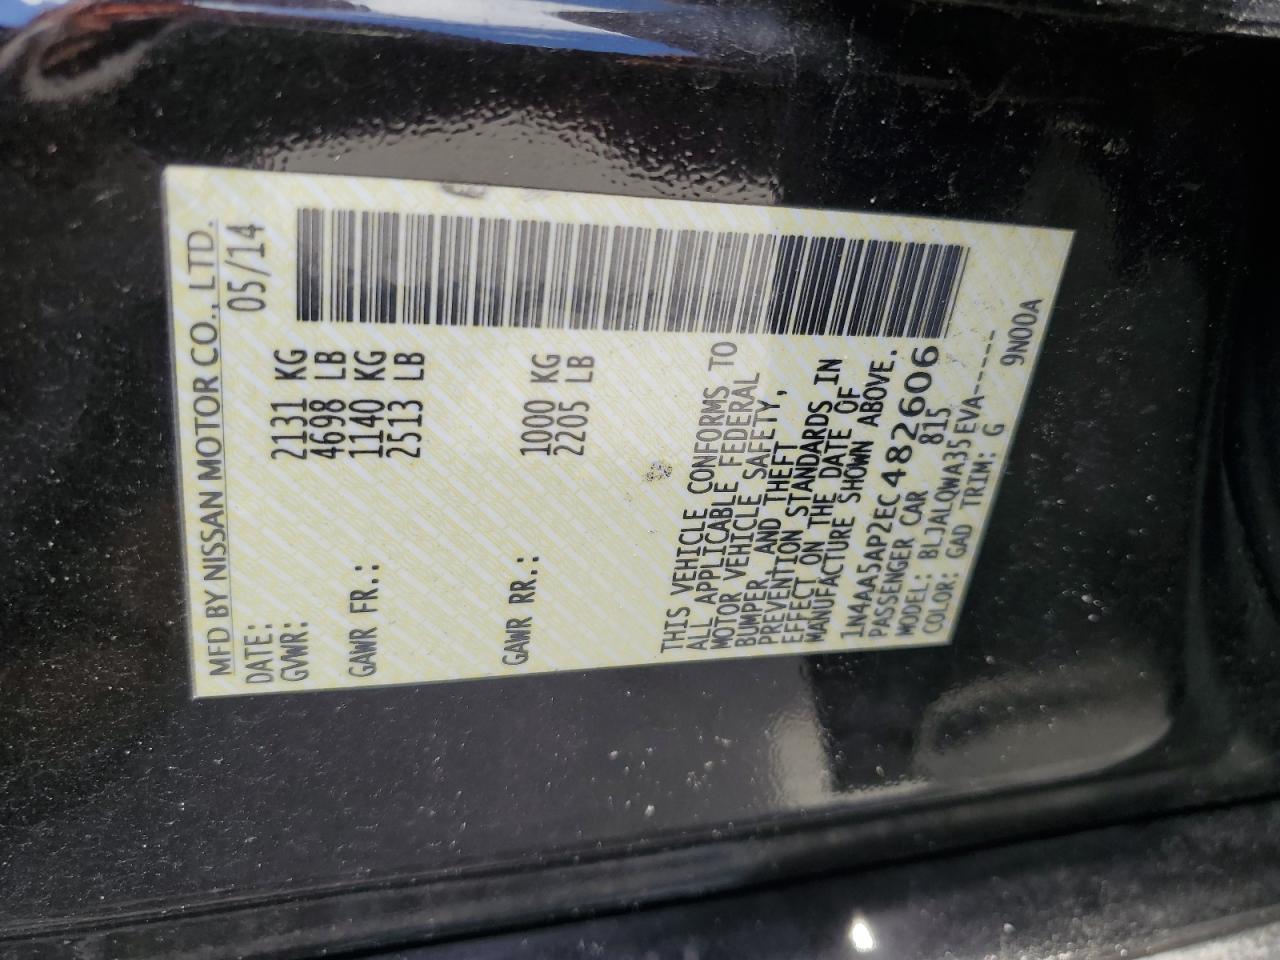 MFD BY NISSAN MOTOR CO., LTD.
DATE: 05/14
GVWR: 2131 KG
4698 LB
GAWR FR.: 1140 KG
2513 LB
GAWR RR.: 1000 KG
2205 LB
THIS VEHICLE CONFORMS TO
ALL APPLICABLE FEDERAL
MOTOR VEHICLE SAFETY,
BUMPER AND THEFT
PREVENTION STANDARDS IN
EFFECT ON THE DATE OF
MANUFACTURE SHOWN ABOVE.
1N4AA5AP2EC482606
PASSENGER CAR 815
MODEL: BLJALQWA35EVA-----
COLOR: GAD TRIM: G 9N00A